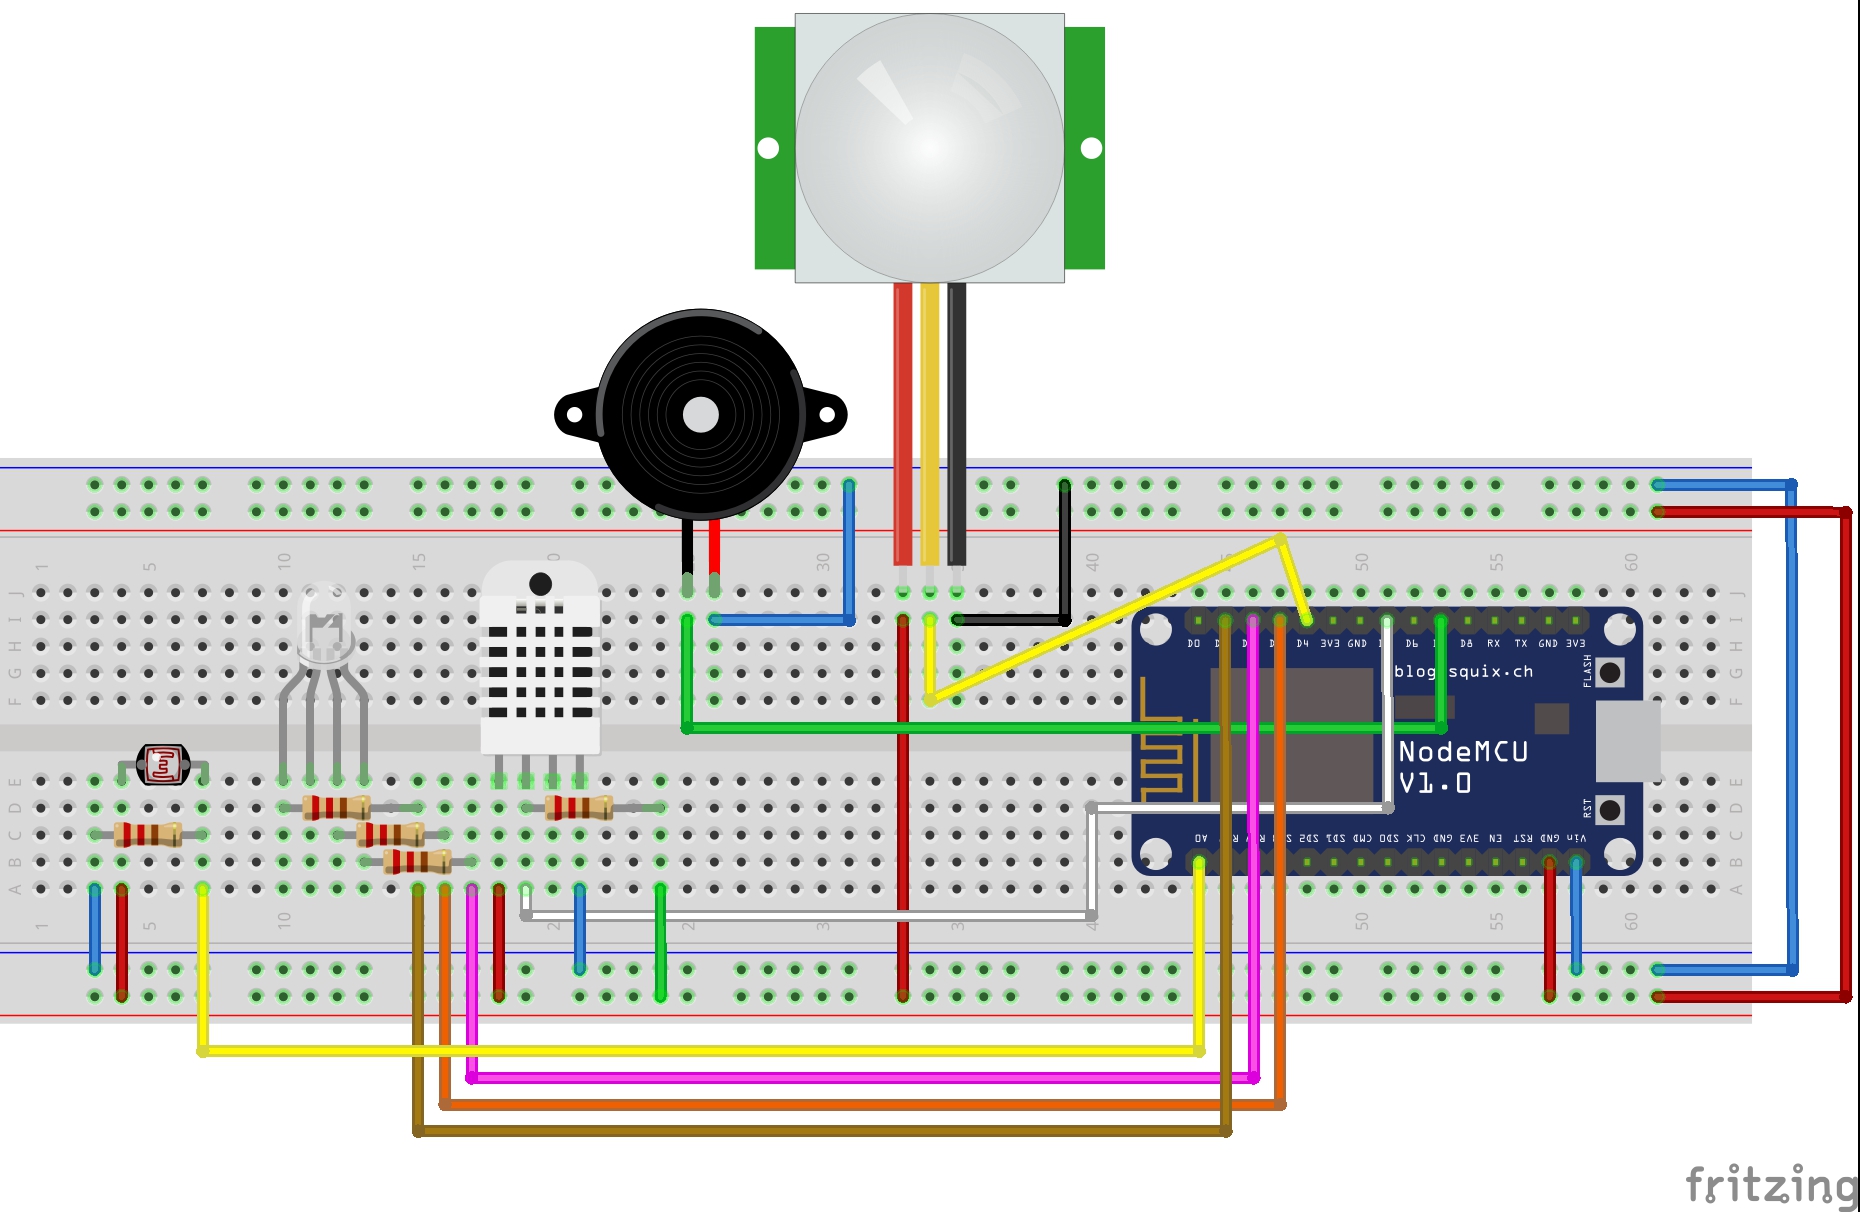 1 5 10 15 30 40 50 55 60
J J
I I
H H
G G
F F
D0 D4 3V3 GND D6 D8 RX TX GND 3V3
blog squix.ch
FLASH
NodeMCU
V1.0
RST
E E
D D
C C
B B
A A
A0 SD2 SD1 CMD SD0 CLK GND 3V3 EN RST GND Vin
1 5 10 50 55 60
fritzing